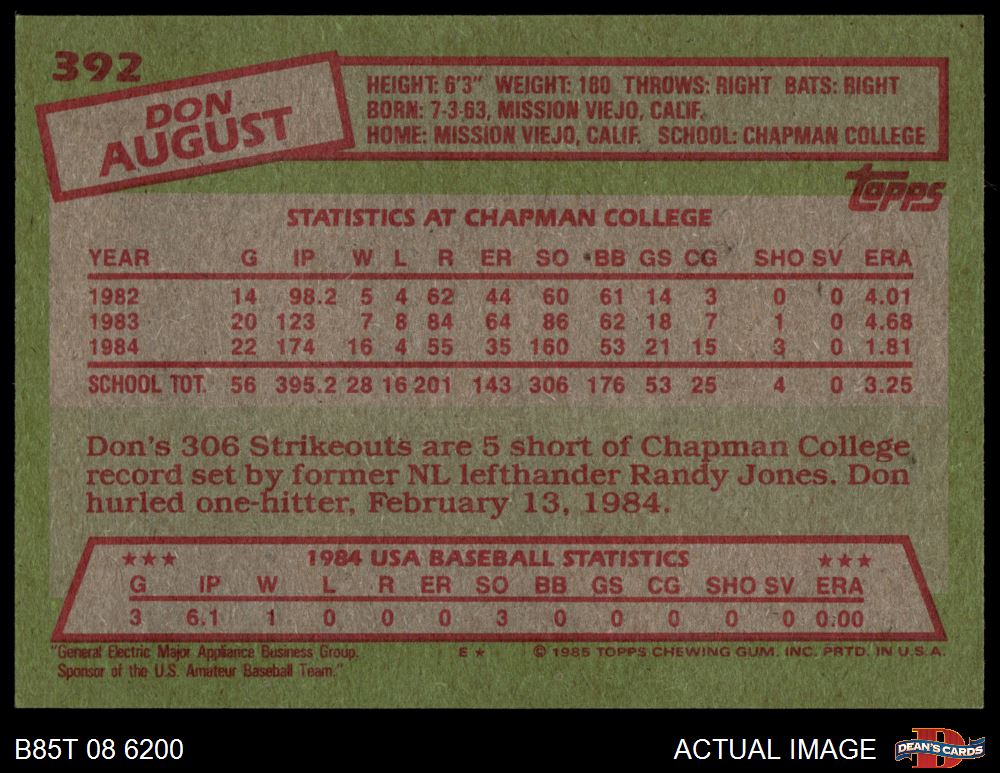 392
DON
AUGUST
HEIGHT: 6'3" WEIGHT: 180 THROWS: RIGHT BATS: RIGHT
BORN: 7-3-63, MISSION VIEJO, CALIF.
HOME: MISSION VIEJO, CALIF. SCHOOL: CHAPMAN COLLEGE
topps
STATISTICS AT CHAPMAN COLLEGE
YEAR G IP W L R ER SO BB GS CG SHO SV ERA
1982 14 98.2 5 4 62 44 60 61 14 3 0 0 4.01
1983 20 123 7 8 84 64 86 62 18 7 1 0 4.68
1984 22 174 16 4 55 35 160 53 21 15 3 0 1.81
SCHOOL TOT. 56 395.2 28 16 201 143 306 176 53 25 4 0 3.25
Don's 306 Strikeouts are 5 short of Chapman College
record set by former NL lefthander Randy Jones. Don
hurled one-hitter, February 13, 1984.
★★★ 1984 USA BASEBALL STATISTICS ★★★
G IP W L R ER SO BB GS CG SHO SV ERA
3 6.1 1 0 0 0 3 0 0 0 0 0 0.00
"General Electric Major Appliance Business Group.
Sponsor of the U.S. Amateur Baseball Team."
E ★ © 1985 TOPPS CHEWING GUM. INC. PRTD. IN U.S.A.
B85T 08 6200
ACTUAL IMAGE
DEAN'S CARDS